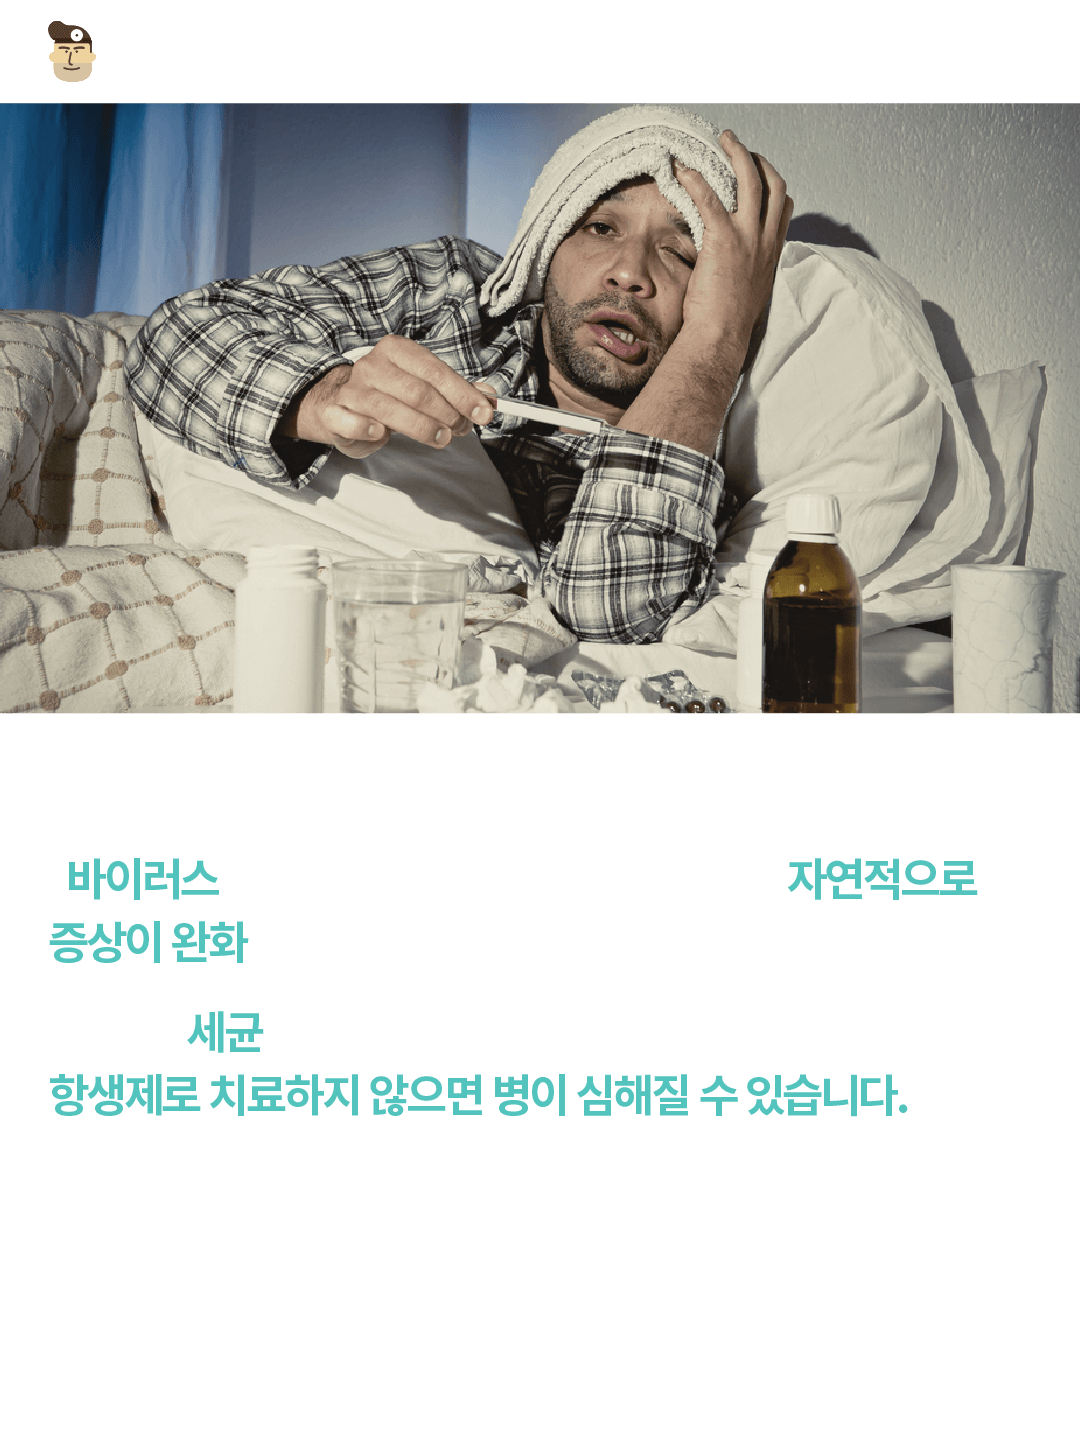 바이러스 자연적으로
증상이 완화
세균
항생제로 치료하지 않으면 병이 심해질 수 있습니다.